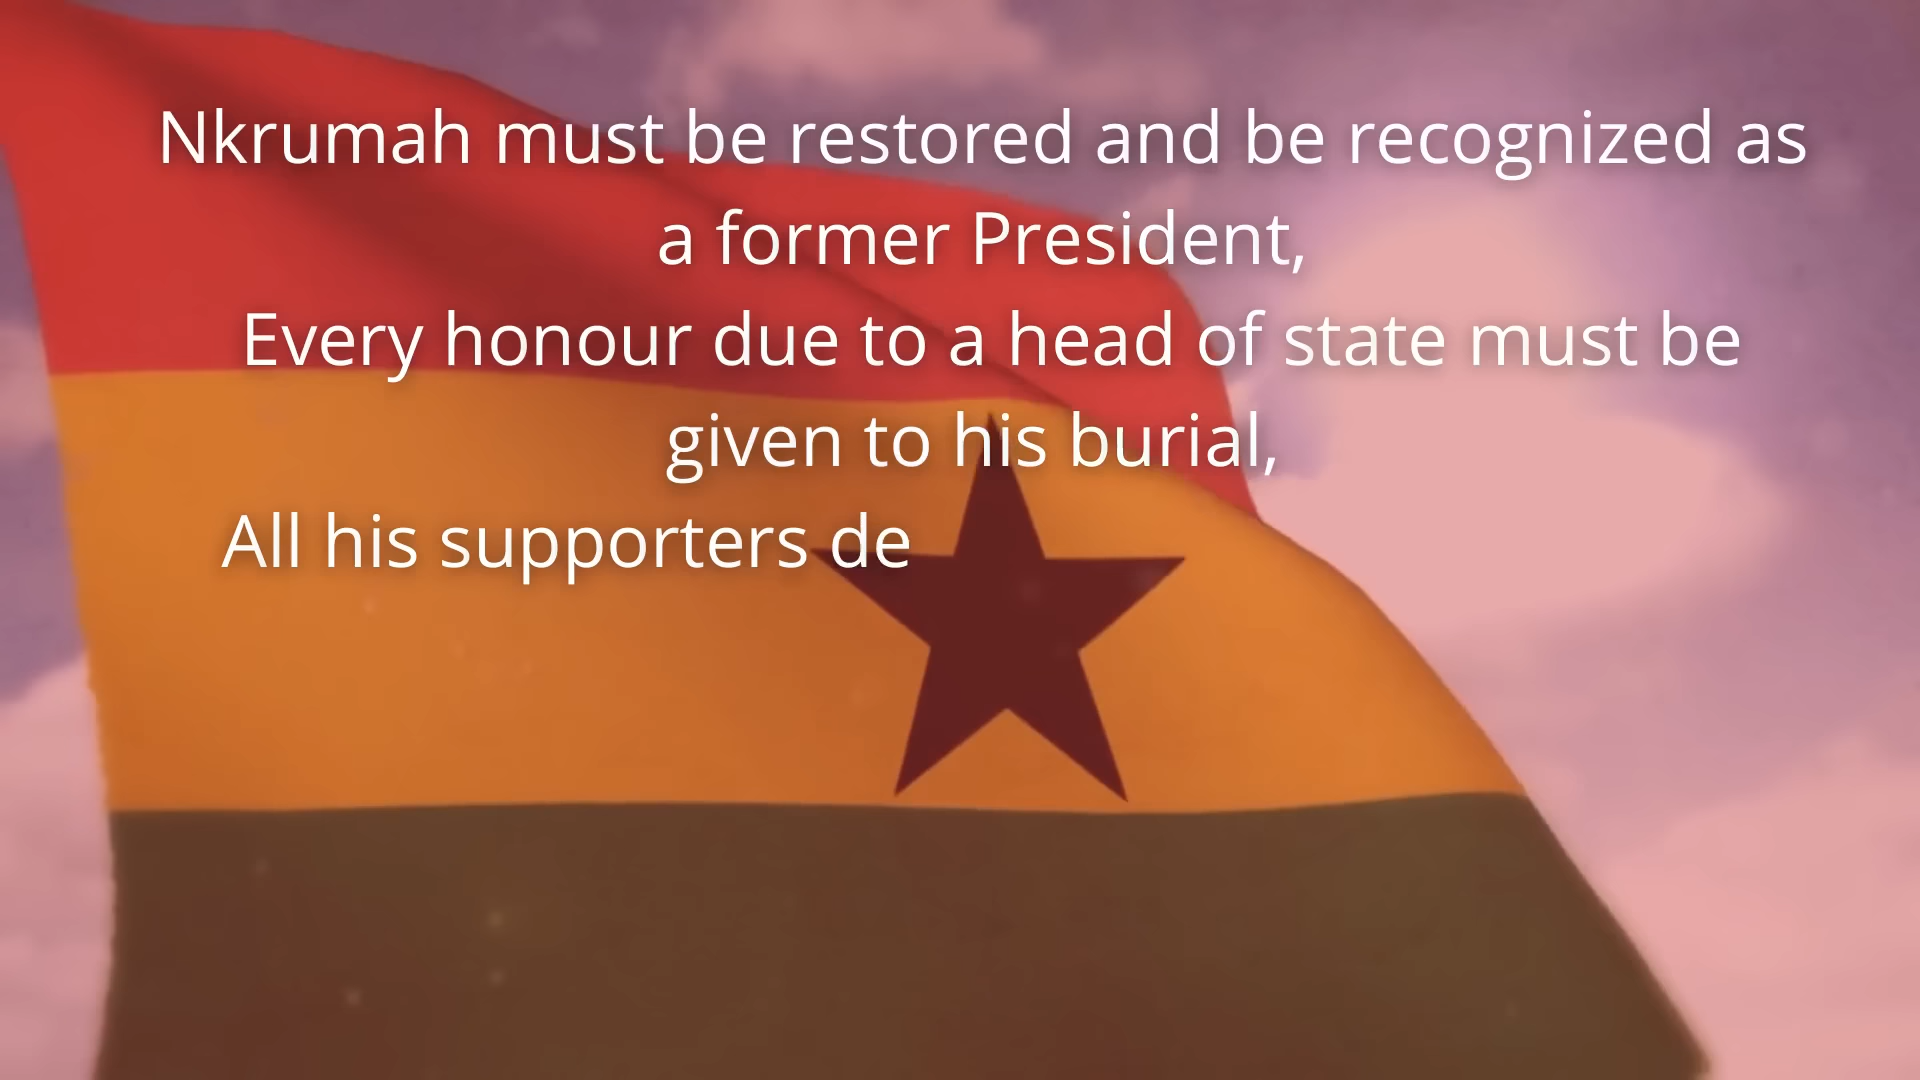 Nkrumah must be restored and be recognized as
a former President,
Every honour due to a head of state must be
given to his burial,
All his supporters de